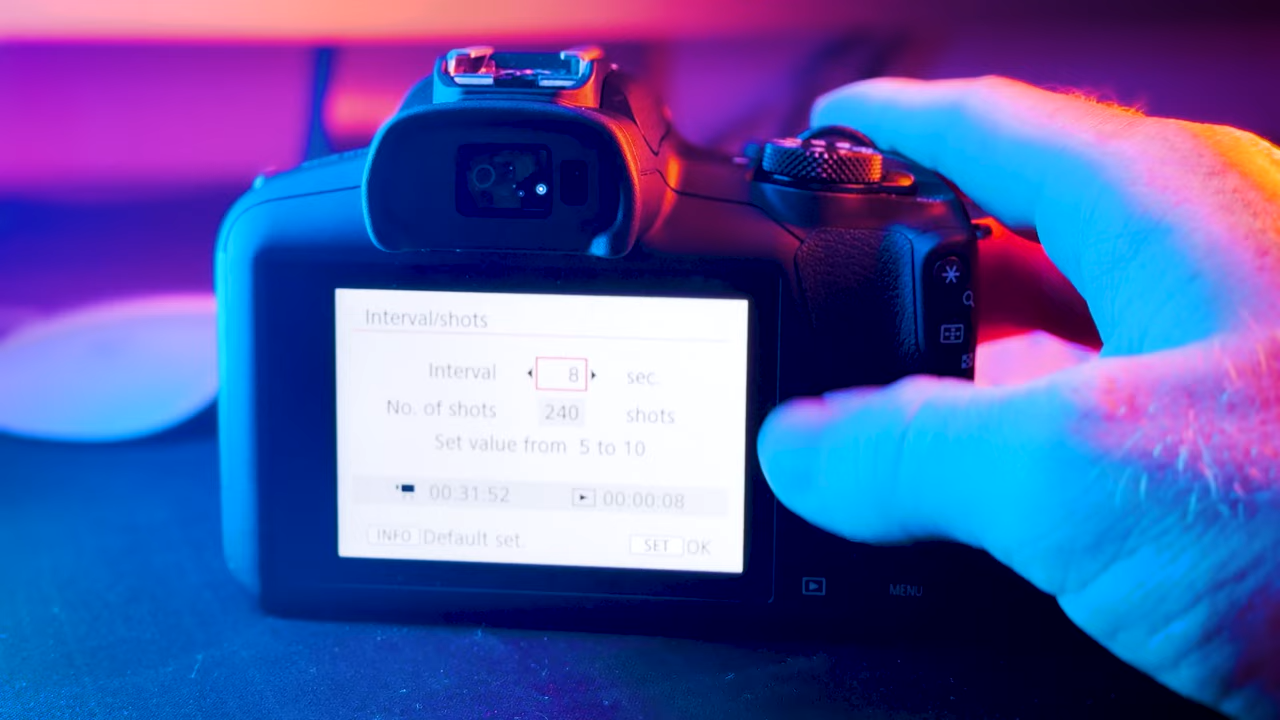 Interval/shots
Interval 8 sec.
No. of shots 240 shots
Set value from 5 to 10
00:31:52 00:00:08
INFO Default set. SET OK
MENU